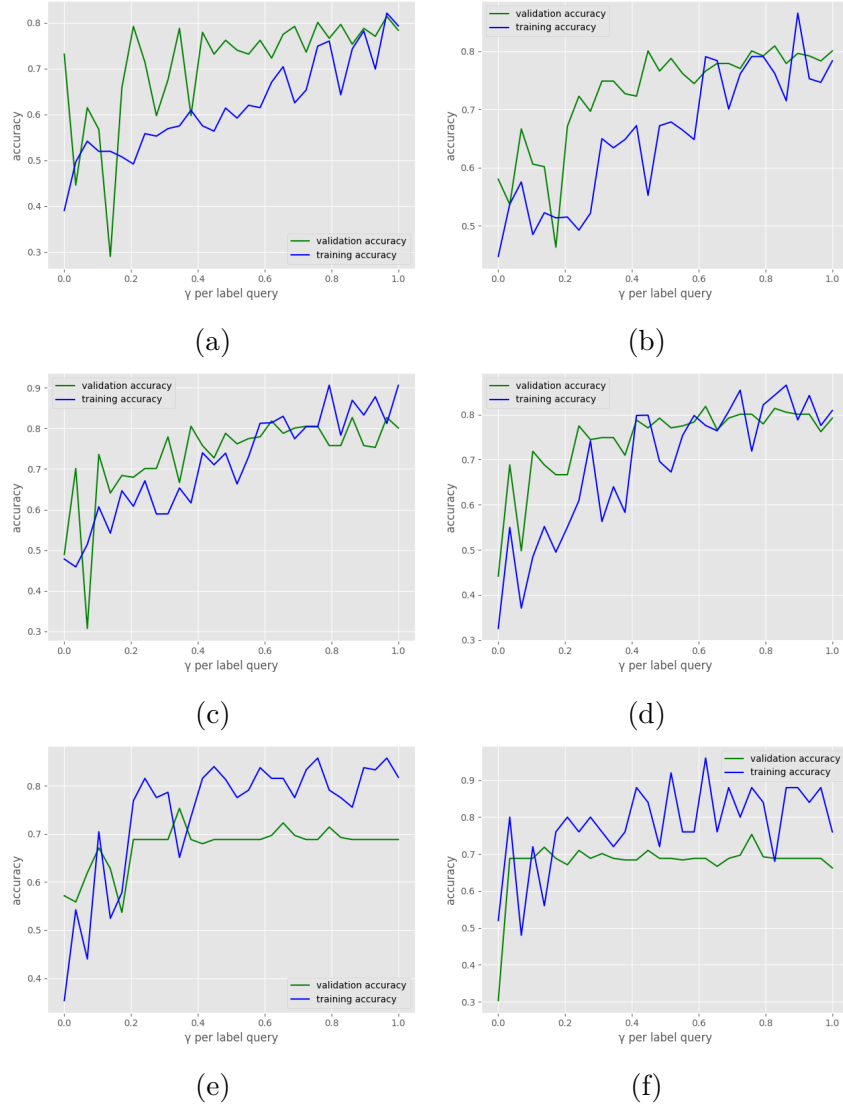 0.8
0.7
0.6
0.5
0.4
0.3
accuracy
validation accuracy
training accuracy
0.0 0.2 0.4 0.6 0.8 1.0
γ per label query
(a)
0.8
0.7
0.6
0.5
accuracy
validation accuracy
training accuracy
0.0 0.2 0.4 0.6 0.8 1.0
γ per label query
(b)
0.9
0.8
0.7
0.6
0.5
0.4
0.3
accuracy
validation accuracy
training accuracy
0.0 0.2 0.4 0.6 0.8 1.0
γ per label query
(c)
0.8
0.7
0.6
0.5
0.4
0.3
accuracy
validation accuracy
training accuracy
0.0 0.2 0.4 0.6 0.8 1.0
γ per label query
(d)
0.8
0.7
0.6
0.5
0.4
accuracy
validation accuracy
training accuracy
0.0 0.2 0.4 0.6 0.8 1.0
γ per label query
(e)
0.9
0.8
0.7
0.6
0.5
0.4
0.3
accuracy
validation accuracy
training accuracy
0.0 0.2 0.4 0.6 0.8 1.0
γ per label query
(f)